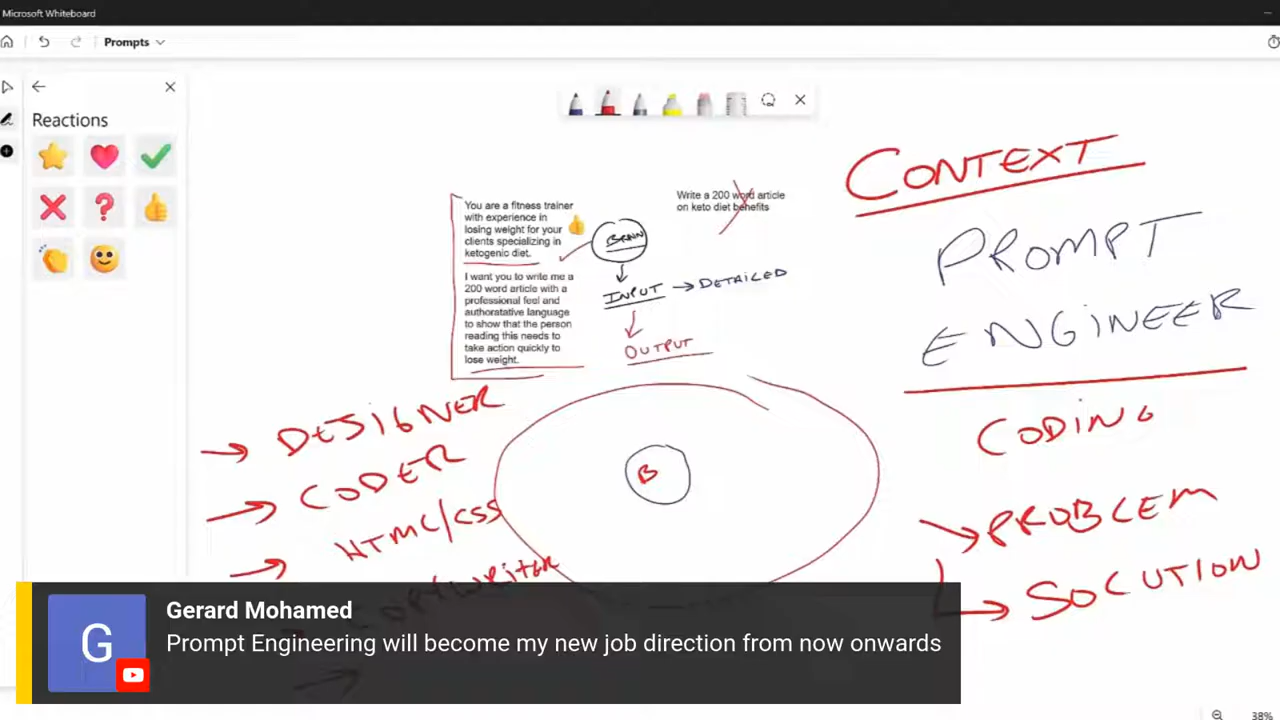 Microsoft Whiteboard
Prompts
Reactions
You are a fitness trainer
with experience in
losing weight for your
clients specializing in
ketogenic diet.
I want you to write me a
200 word article with a
professional feel and
authoratative language
to show that the person
reading this needs to
take action quickly to
lose weight.
Write a 200 word article
on keto diet benefits
BRAIN
INPUT → DETAILED
OUTPUT
CONTEXT
PROMPT
ENGINEER
CODING
PROBLEM
SOLUTION
→ DESIGNER
→ CODER
→ HTML/CSS
B
Gerard Mohamed
Prompt Engineering will become my new job direction from now onwards
G
38%